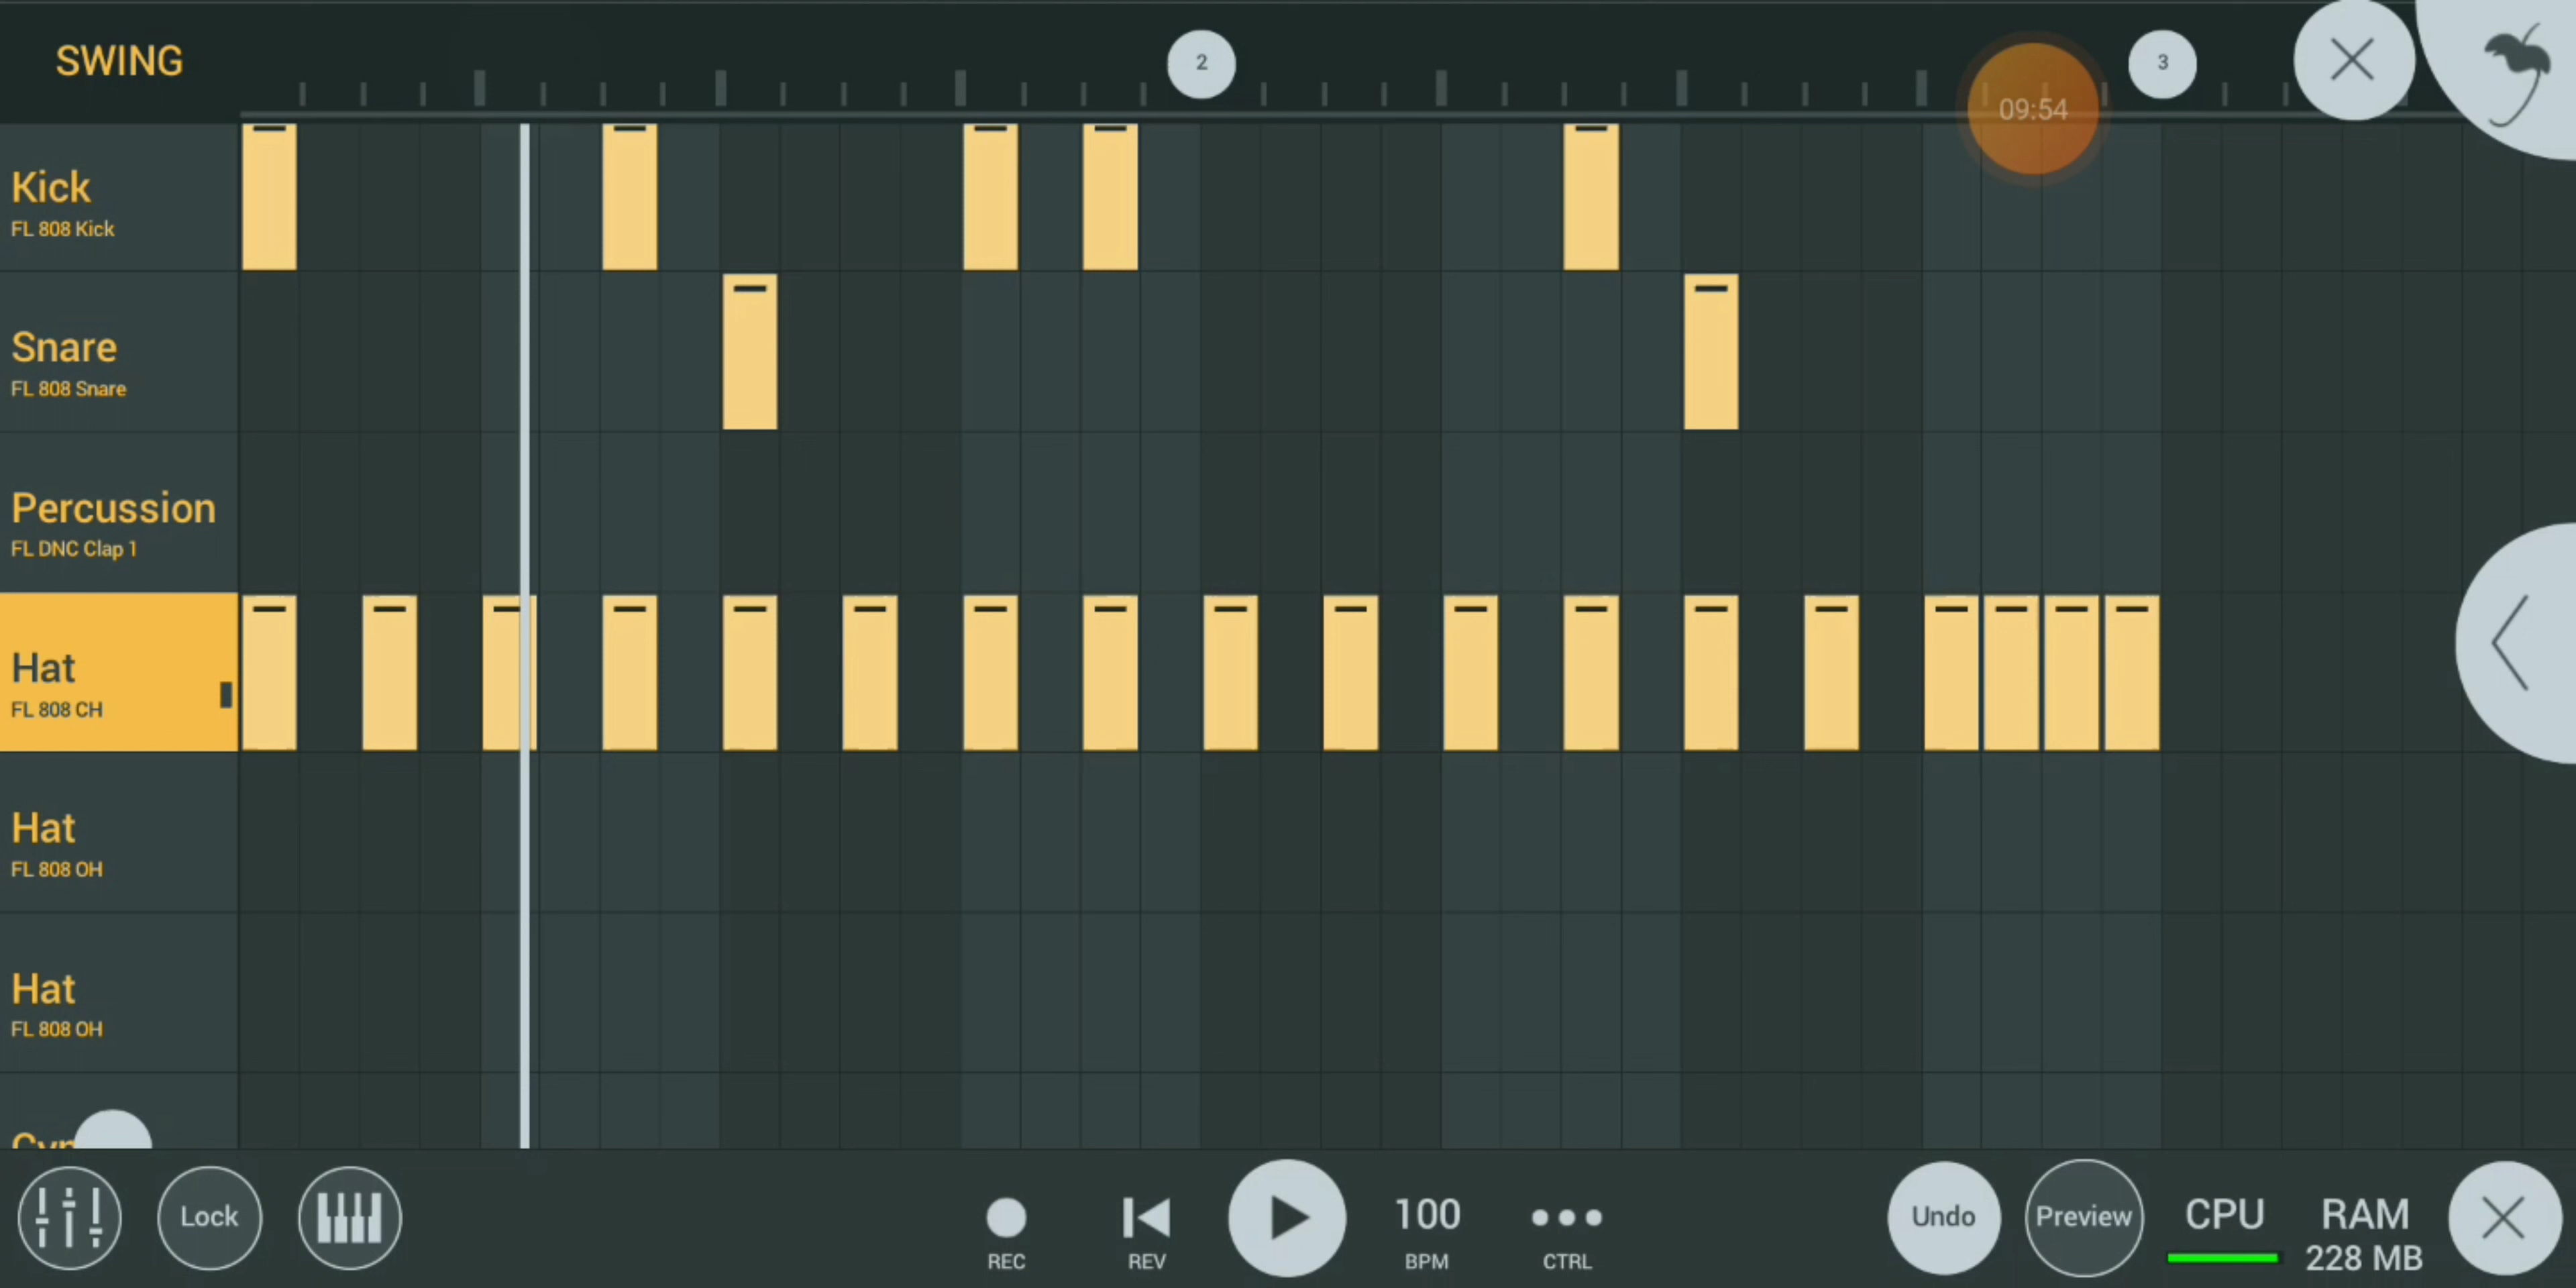 SWING
2
09:54
3
Kick
FL 808 Kick
Snare
FL 808 Snare
Percussion
FL DNC Clap 1
Hat
FL 808 CH
Hat
FL 808 OH
Hat
FL 808 OH
Lock
REC
REV
100
BPM
CTRL
Undo
Preview
CPU
RAM
228 MB